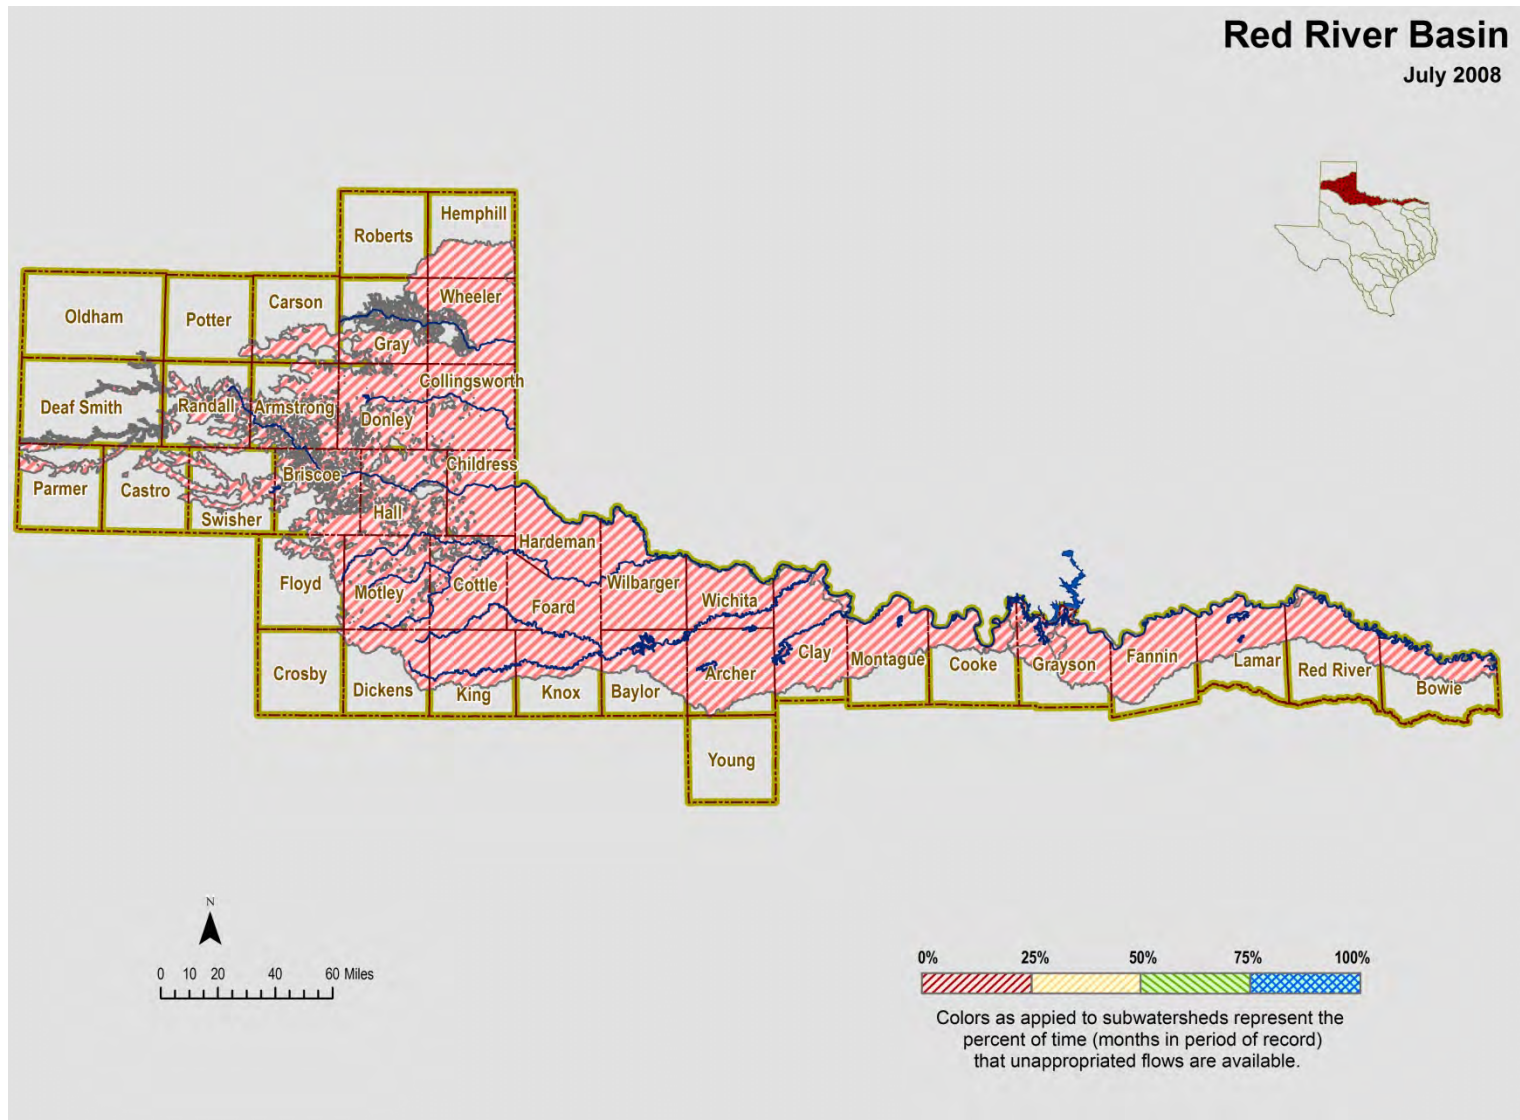 Red River Basin
July 2008
Hemphill
Roberts
Wheeler
Carson
Oldham
Potter
Gray
Collingsworth
Deaf Smith
Randall
Armstrong
Donley
Childress
Briscoe
Parmer
Castro
Hall
Swisher
Hardeman
Floyd
Motley
Cottle
Wilbarger
Foard
Wichita
Clay
Crosby
Dickens
King
Knox
Baylor
Archer
Montague
Cooke
Grayson
Fannin
Lamar
Red River
Bowie
Young
N
0 10 20 40 60 Miles
0% 25% 50% 75% 100%
Colors as appied to subwatersheds represent the
percent of time (months in period of record)
that unappropriated flows are available.